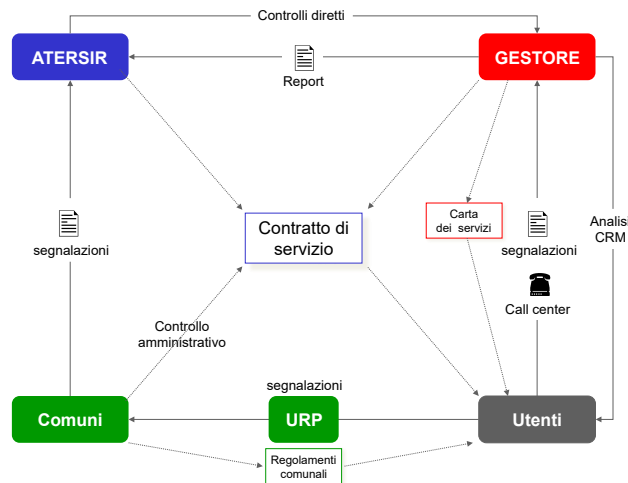 Controlli diretti
ATERSIR
GESTORE
Report
Carta
dei servizi
segnalazioni
Contratto di
servizio
segnalazioni
Analisi
CRM
Call center
Controllo
amministrativo
segnalazioni
Comuni
URP
Utenti
Regolamenti
comunali